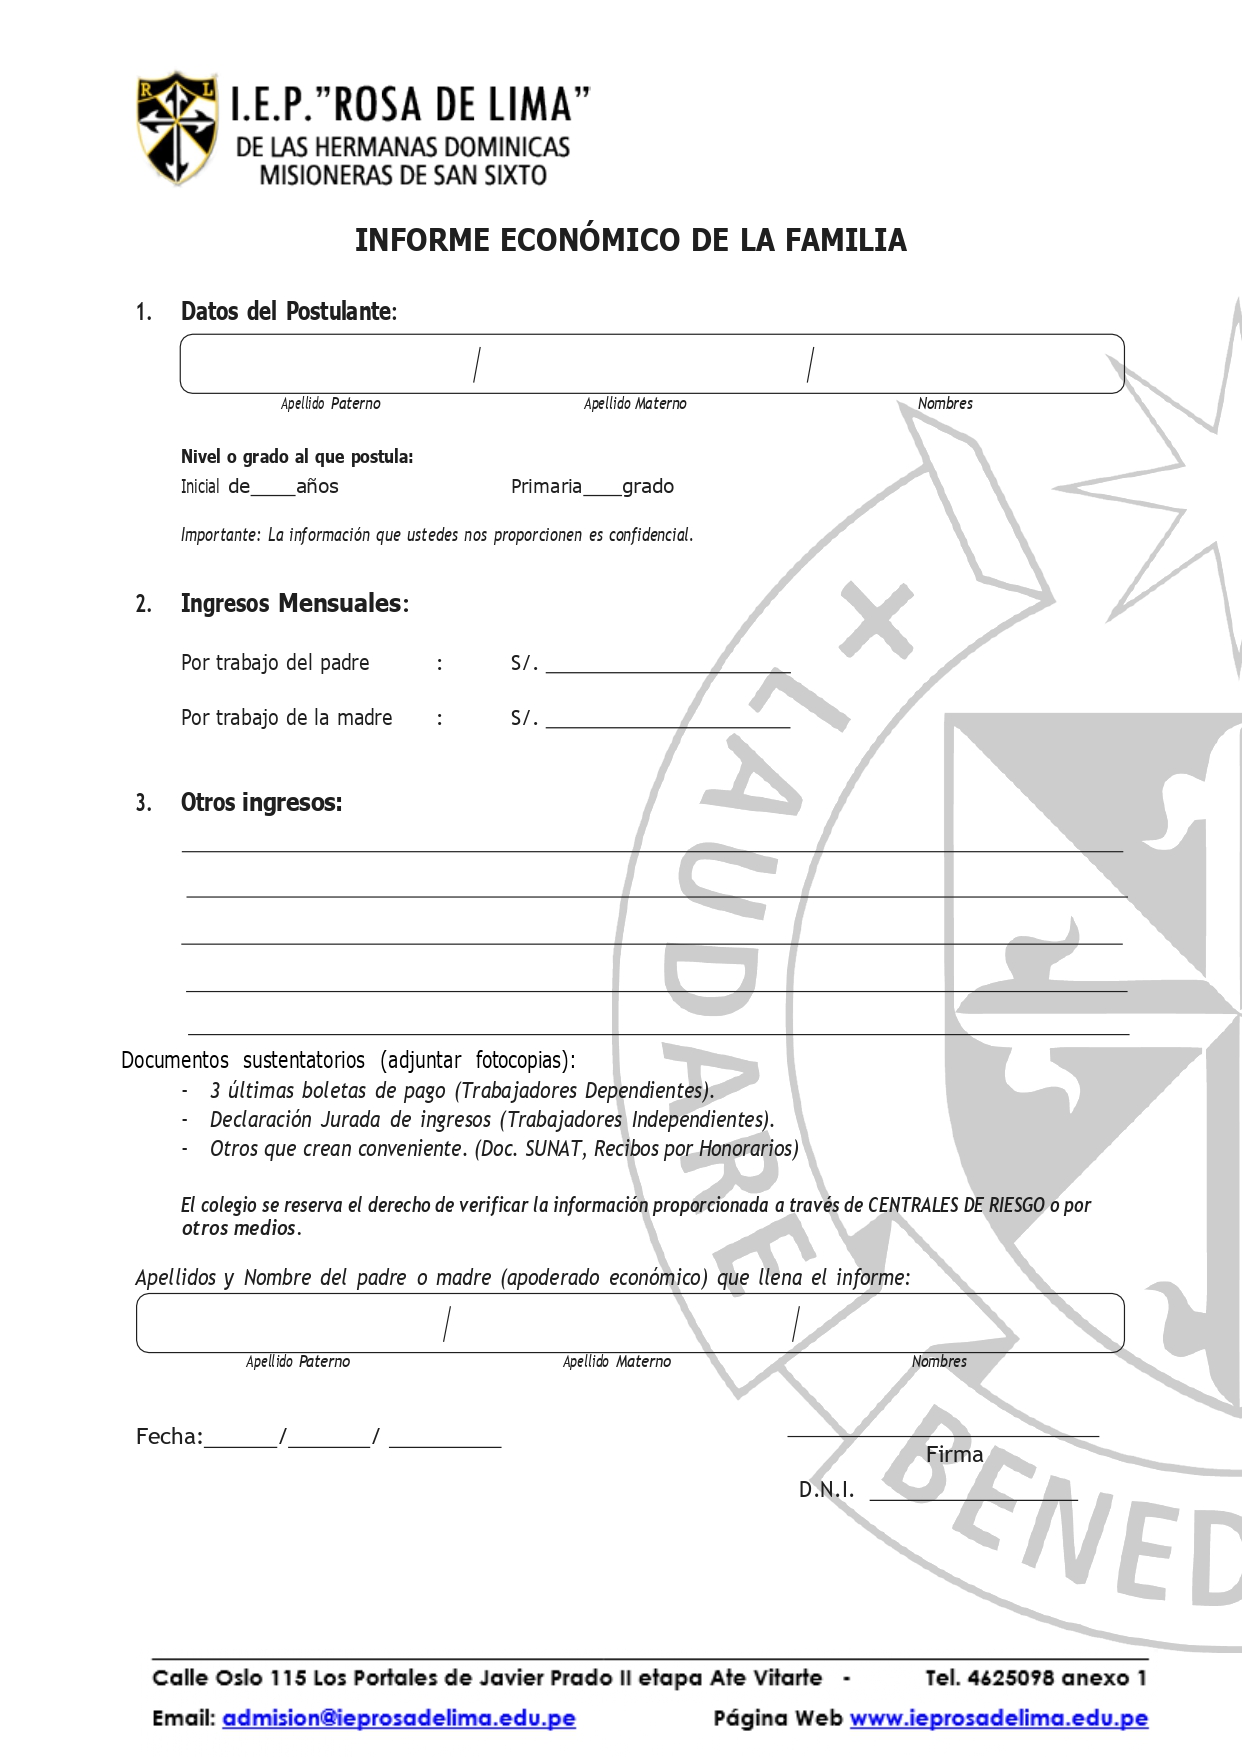 R L
I.E.P."ROSA DE LIMA"
DE LAS HERMANAS DOMINICAS
MISIONERAS DE SAN SIXTO
INFORME ECONÓMICO DE LA FAMILIA
1. Datos del Postulante:
/ /
Apellido Paterno Apellido Materno Nombres
Nivel o grado al que postula:
Inicial de____años Primaria____grado
Importante: La información que ustedes nos proporcionen es confidencial.
2. Ingresos Mensuales:
Por trabajo del padre : S/. ______________________
Por trabajo de la madre : S/. ______________________
3. Otros ingresos:
Documentos sustentatorios (adjuntar fotocopias):
- 3 últimas boletas de pago (Trabajadores Dependientes).
- Declaración Jurada de ingresos (Trabajadores Independientes).
- Otros que crean conveniente. (Doc. SUNAT, Recibos por Honorarios)
El colegio se reserva el derecho de verificar la información proporcionada a través de CENTRALES DE RIESGO o por
otros medios.
Apellidos y Nombre del padre o madre (apoderado económico) que llena el informe:
/ /
Apellido Paterno Apellido Materno Nombres
Fecha:______/______/ _________
Firma
D.N.I. _________________
LAUDARE
BENED
Calle Oslo 115 Los Portales de Javier Prado II etapa Ate Vitarte - Tel. 4625098 anexo 1
Email: admision@ieprosadelima.edu.pe Página Web www.ieprosadelima.edu.pe